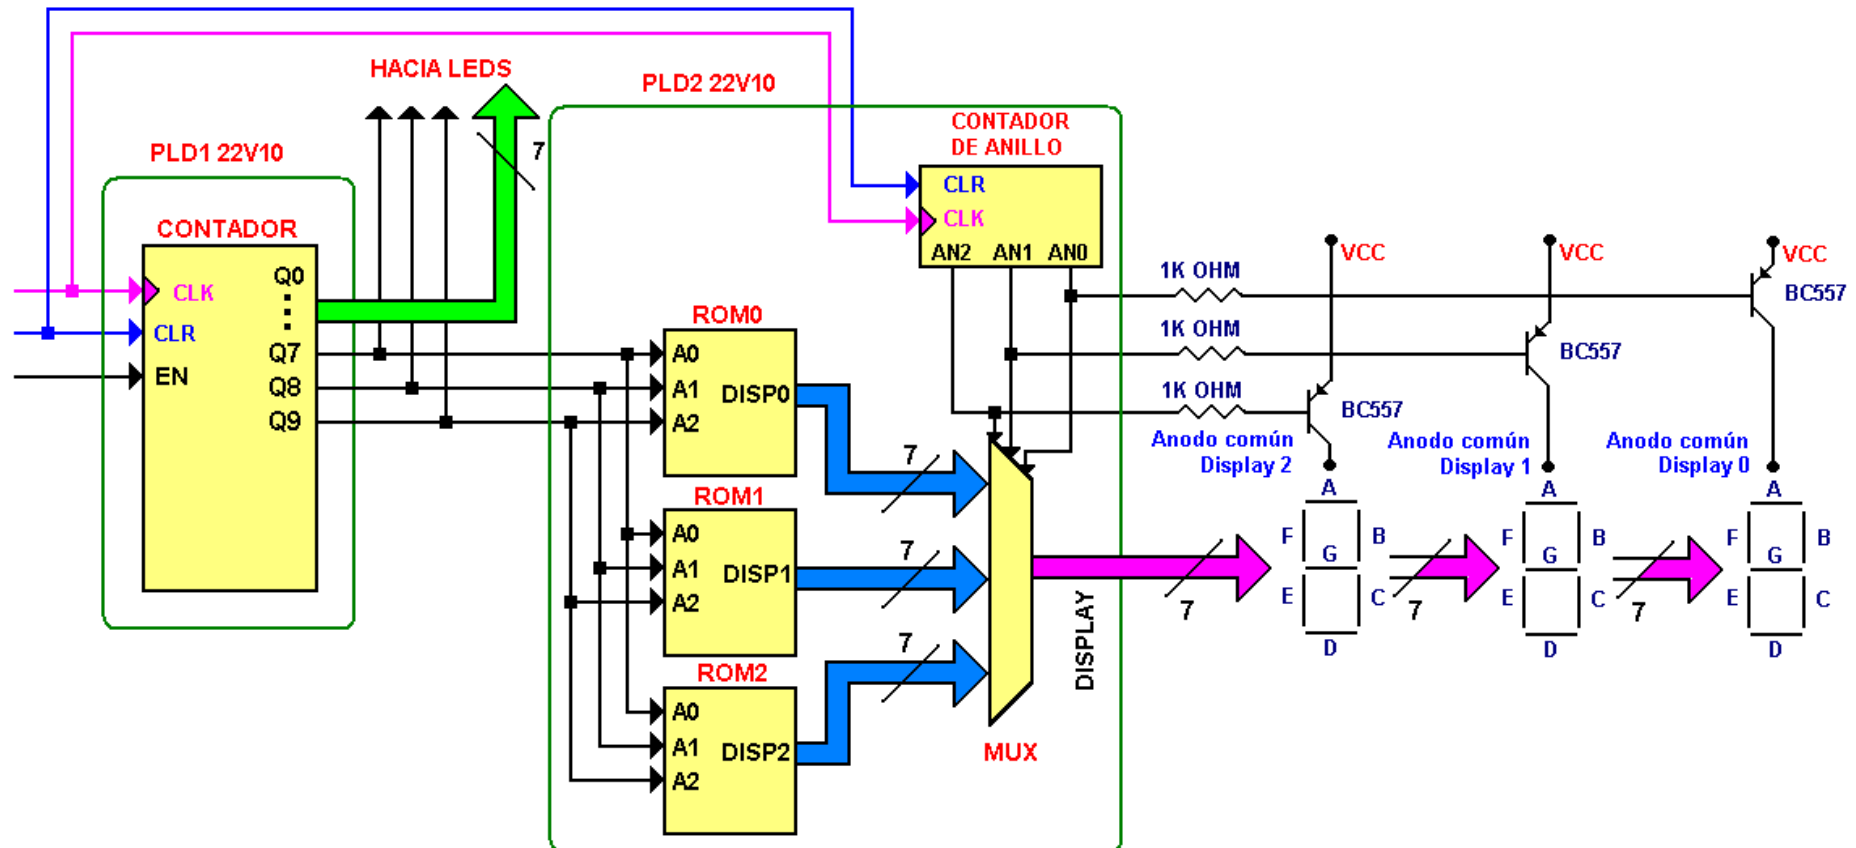 HACIA LEDS
7
PLD1 22V10
CONTADOR
CLK
CLR
EN
Q0
Q7
Q8
Q9
PLD2 22V10
CONTADOR
DE ANILLO
CLR
CLK
AN2 AN1 AN0
ROM0
A0
A1
A2
DISP0
7
ROM1
A0
A1
A2
DISP1
7
ROM2
A0
A1
A2
DISP2
7
MUX
DISPLAY
1K OHM
1K OHM
1K OHM
VCC
BC557
Anodo común
Display 2
VCC
BC557
Anodo común
Display 1
VCC
BC557
Anodo común
Display 0
7
A
F
B
G
E
C
D
7
A
F
B
G
E
C
D
7
A
F
B
G
E
C
D